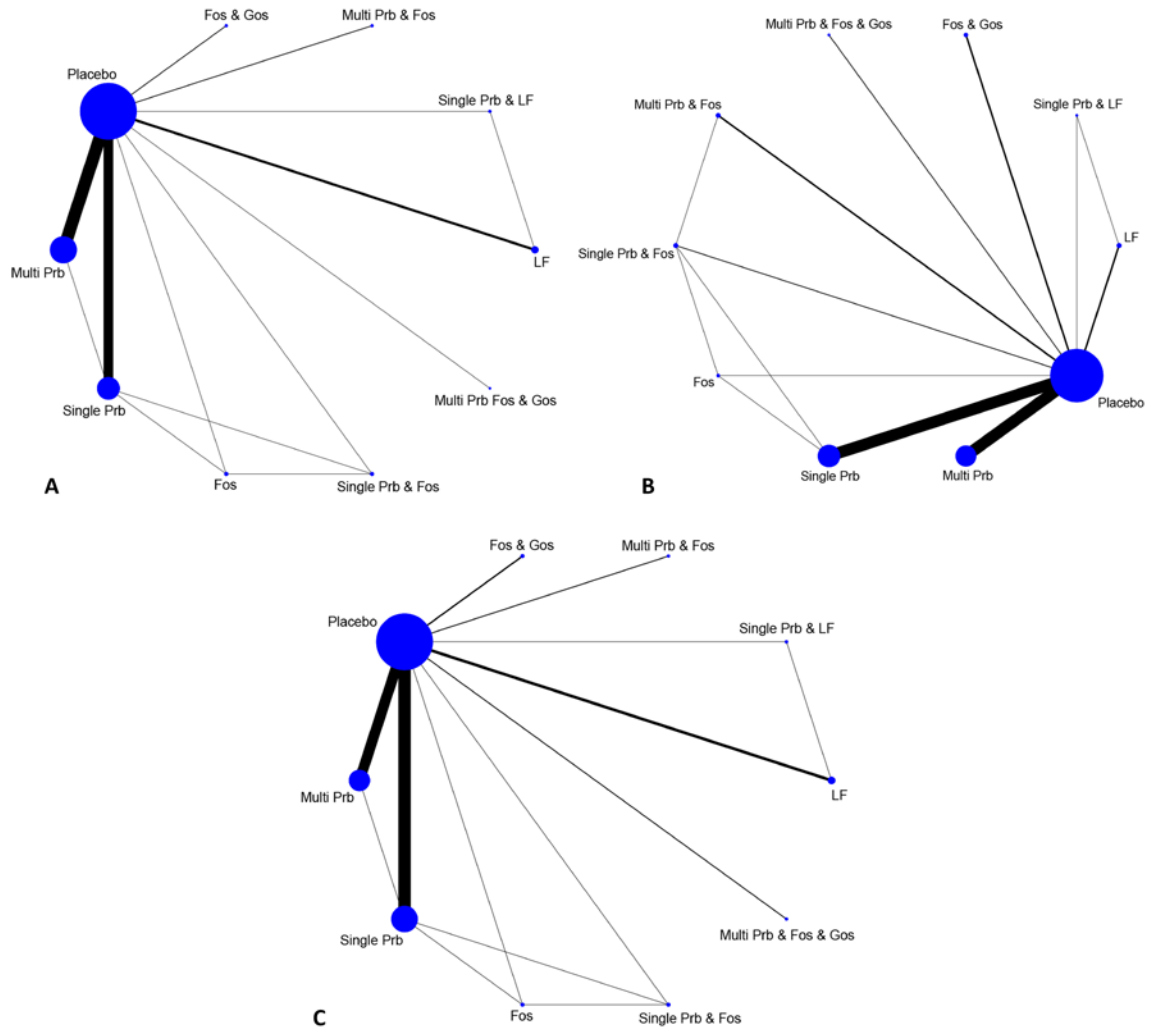 Fos & Gos
Multi Prb & Fos
Placebo
Single Prb & LF
LF
Multi Prb
Single Prb
Multi Prb Fos & Gos
Fos
Single Prb & Fos
A
Multi Prb & Fos & Gos
Fos & Gos
Multi Prb & Fos
Single Prb & LF
LF
Single Prb & Fos
Fos
Placebo
Single Prb
Multi Prb
B
Fos & Gos
Multi Prb & Fos
Placebo
Single Prb & LF
LF
Multi Prb
Single Prb
Multi Prb & Fos & Gos
Fos
Single Prb & Fos
C